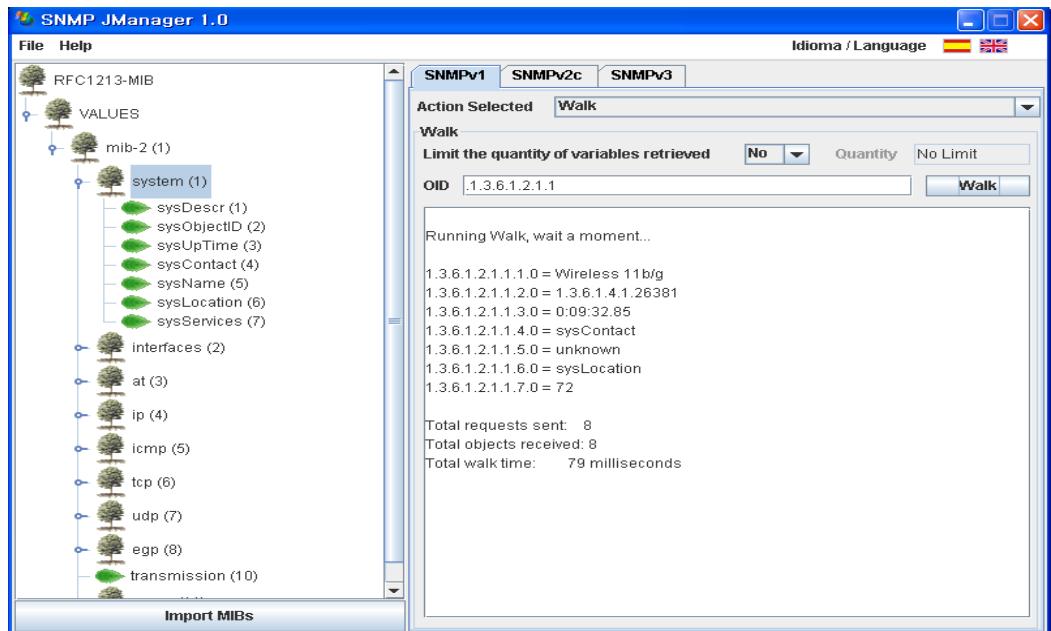 SNMP JManager 1.0
File Help
Idioma / Language
RFC1213-MIB
VALUES
mib-2 (1)
system (1)
sysDescr (1)
sysObjectID (2)
sysUpTime (3)
sysContact (4)
sysName (5)
sysLocation (6)
sysServices (7)
interfaces (2)
at (3)
ip (4)
icmp (5)
tcp (6)
udp (7)
egp (8)
transmission (10)
Import MIBs
SNMPv1 SNMPv2c SNMPv3
Action Selected Walk
Walk
Limit the quantity of variables retrieved No Quantity No Limit
OID .1.3.6.1.2.1.1 Walk
Running Walk, wait a moment...
1.3.6.1.2.1.1.1.0 = Wireless 11b/g
1.3.6.1.2.1.1.2.0 = 1.3.6.1.4.1.26381
1.3.6.1.2.1.1.3.0 = 0:09:32.85
1.3.6.1.2.1.1.4.0 = sysContact
1.3.6.1.2.1.1.5.0 = unknown
1.3.6.1.2.1.1.6.0 = sysLocation
1.3.6.1.2.1.1.7.0 = 72
Total requests sent: 8
Total objects received: 8
Total walk time: 79 milliseconds